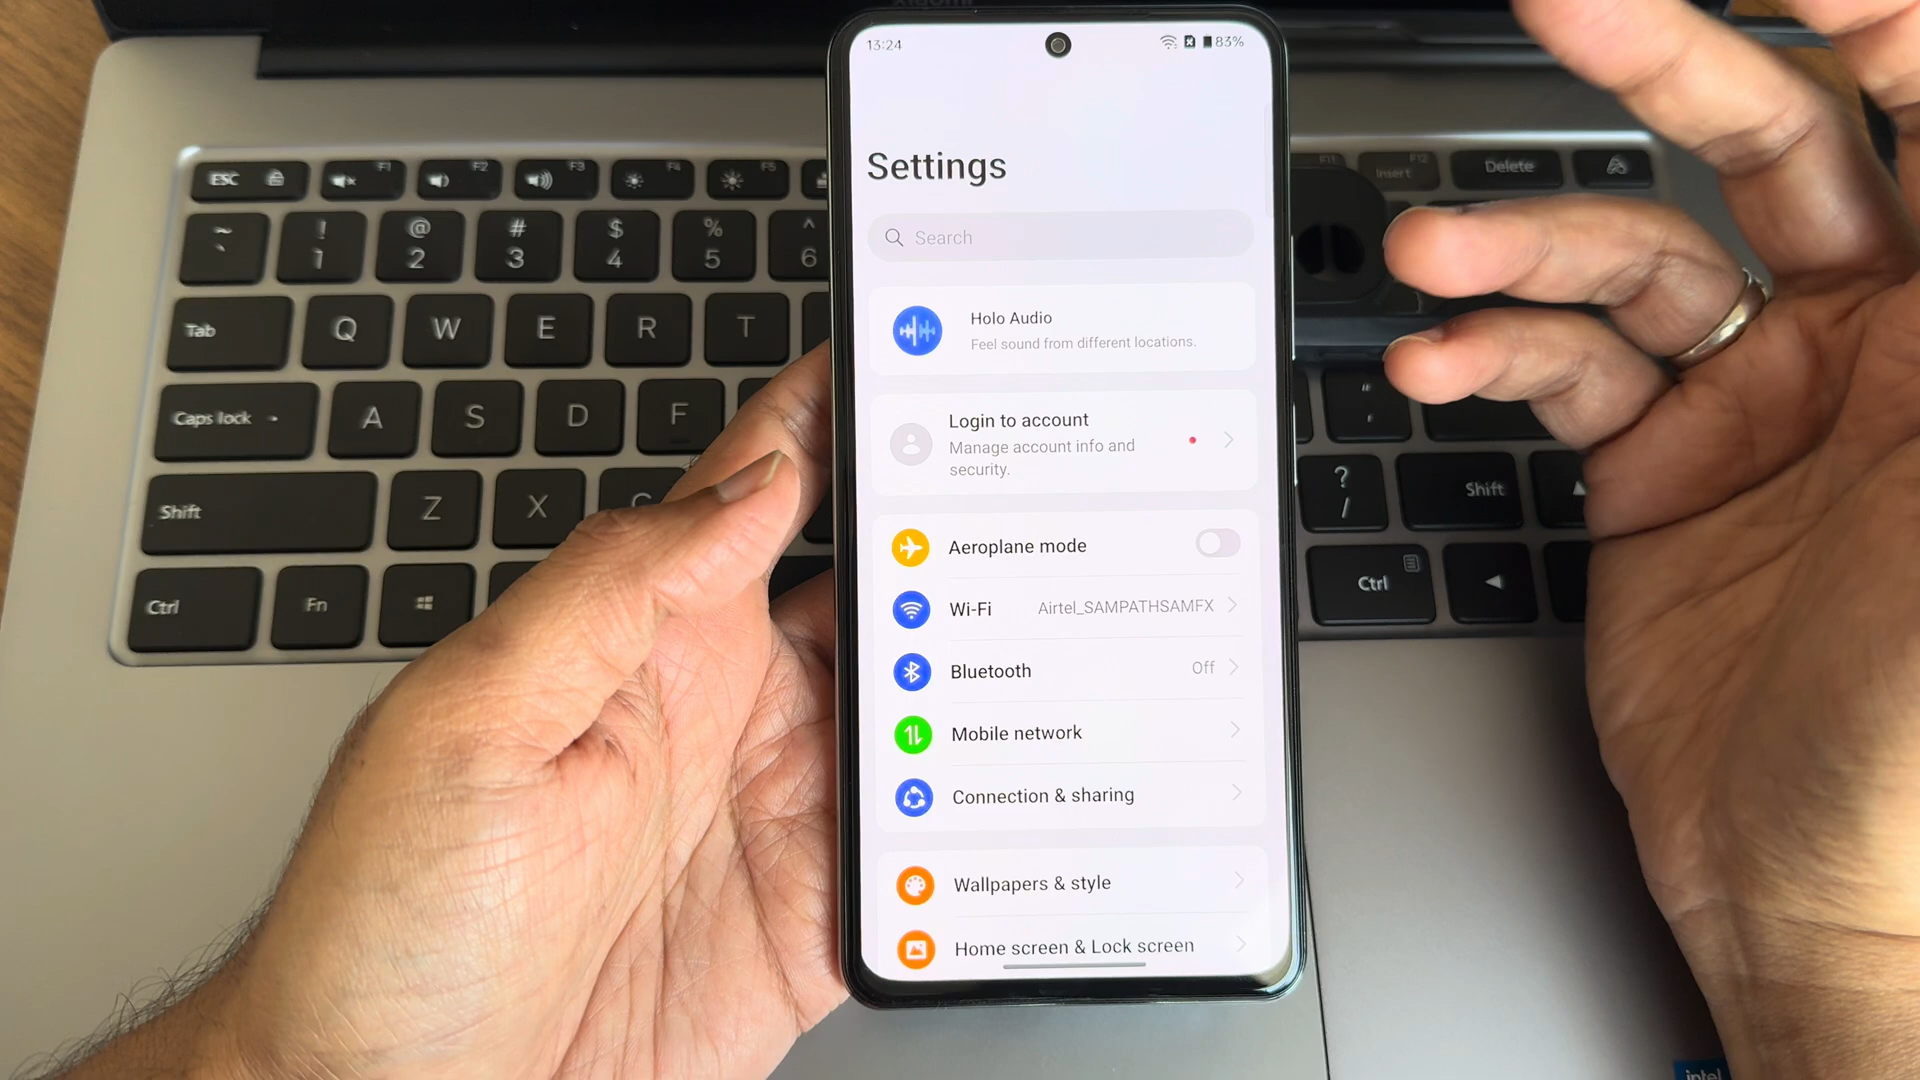 Xiaomi
13:24
83%
Settings
Search
Holo Audio
Feel sound from different locations.
Login to account
Manage account info and
security.
Aeroplane mode
Wi-Fi Airtel_SAMPATHSAMFX
Bluetooth Off
Mobile network
Connection & sharing
Wallpapers & style
Home screen & Lock screen
ESC F1 F2 F3 F4 F5 F11 Insert F12 Delete
~ ` ! 1 @ 2 # 3 $ 4 % 5 ^ 6
Tab Q W E R T
Caps lock A S D F
Shift Z X C ? / Shift
Ctrl Fn Ctrl
intel